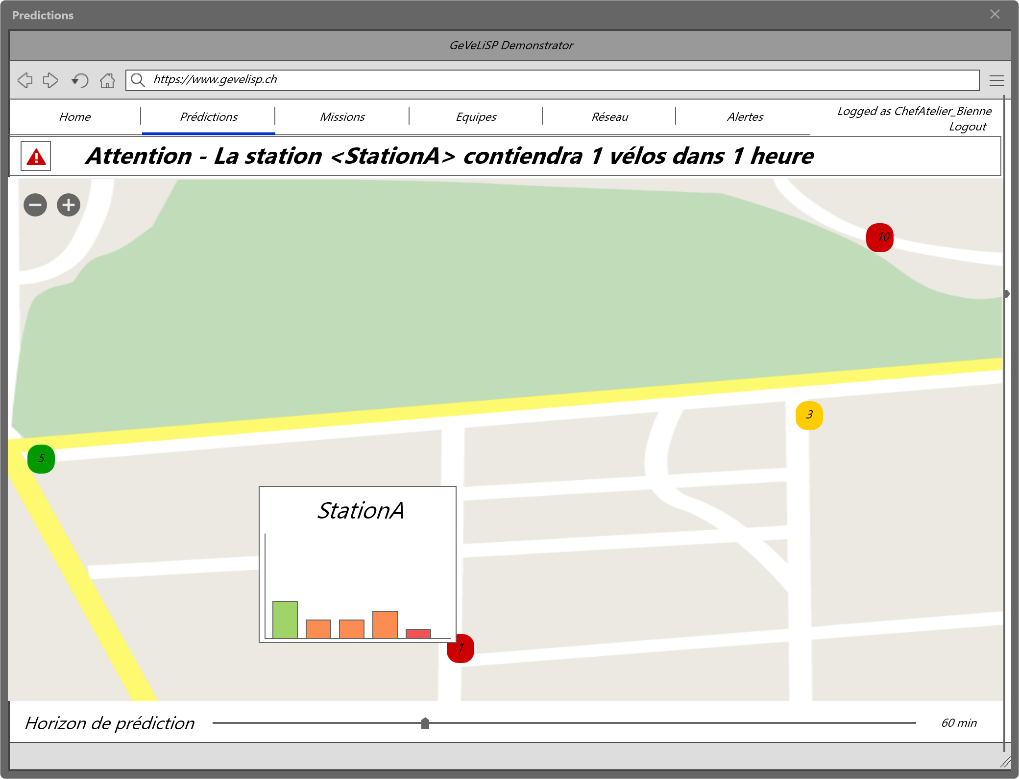 Predictions
GeVeLiSP Demonstrator
https://www.gevelisp.ch
Home
Prédictions
Missions
Equipes
Réseau
Alertes
Logged as ChefAtelier_Bienne
Logout
Attention - La station <StationA> contiendra 1 vélos dans 1 heure
10
3
5
StationA
1
Horizon de prédiction
60 min